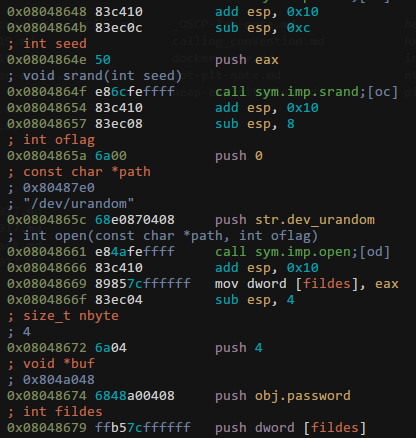 0x08048648 83c410 add esp, 0x10
0x0804864b 83ec0c sub esp, 0xc
; int seed
0x0804864e 50 push eax
; void srand(int seed)
0x0804864f e86cfeffff call sym.imp.srand;[oc]
0x08048654 83c410 add esp, 0x10
0x08048657 83ec08 sub esp, 8
; int oflag
0x0804865a 6a00 push 0
; const char *path
; 0x80487e0
; "/dev/urandom"
0x0804865c 68e0870408 push str.dev_urandom
; int open(const char *path, int oflag)
0x08048661 e84afeffff call sym.imp.open;[od]
0x08048666 83c410 add esp, 0x10
0x08048669 89857cffffff mov dword [fildes], eax
0x0804866f 83ec04 sub esp, 4
; size_t nbyte
; 4
0x08048672 6a04 push 4
; void *buf
; 0x804a048
0x08048674 6848a00408 push obj.password
; int fildes
0x08048679 ffb57cffffff push dword [fildes]